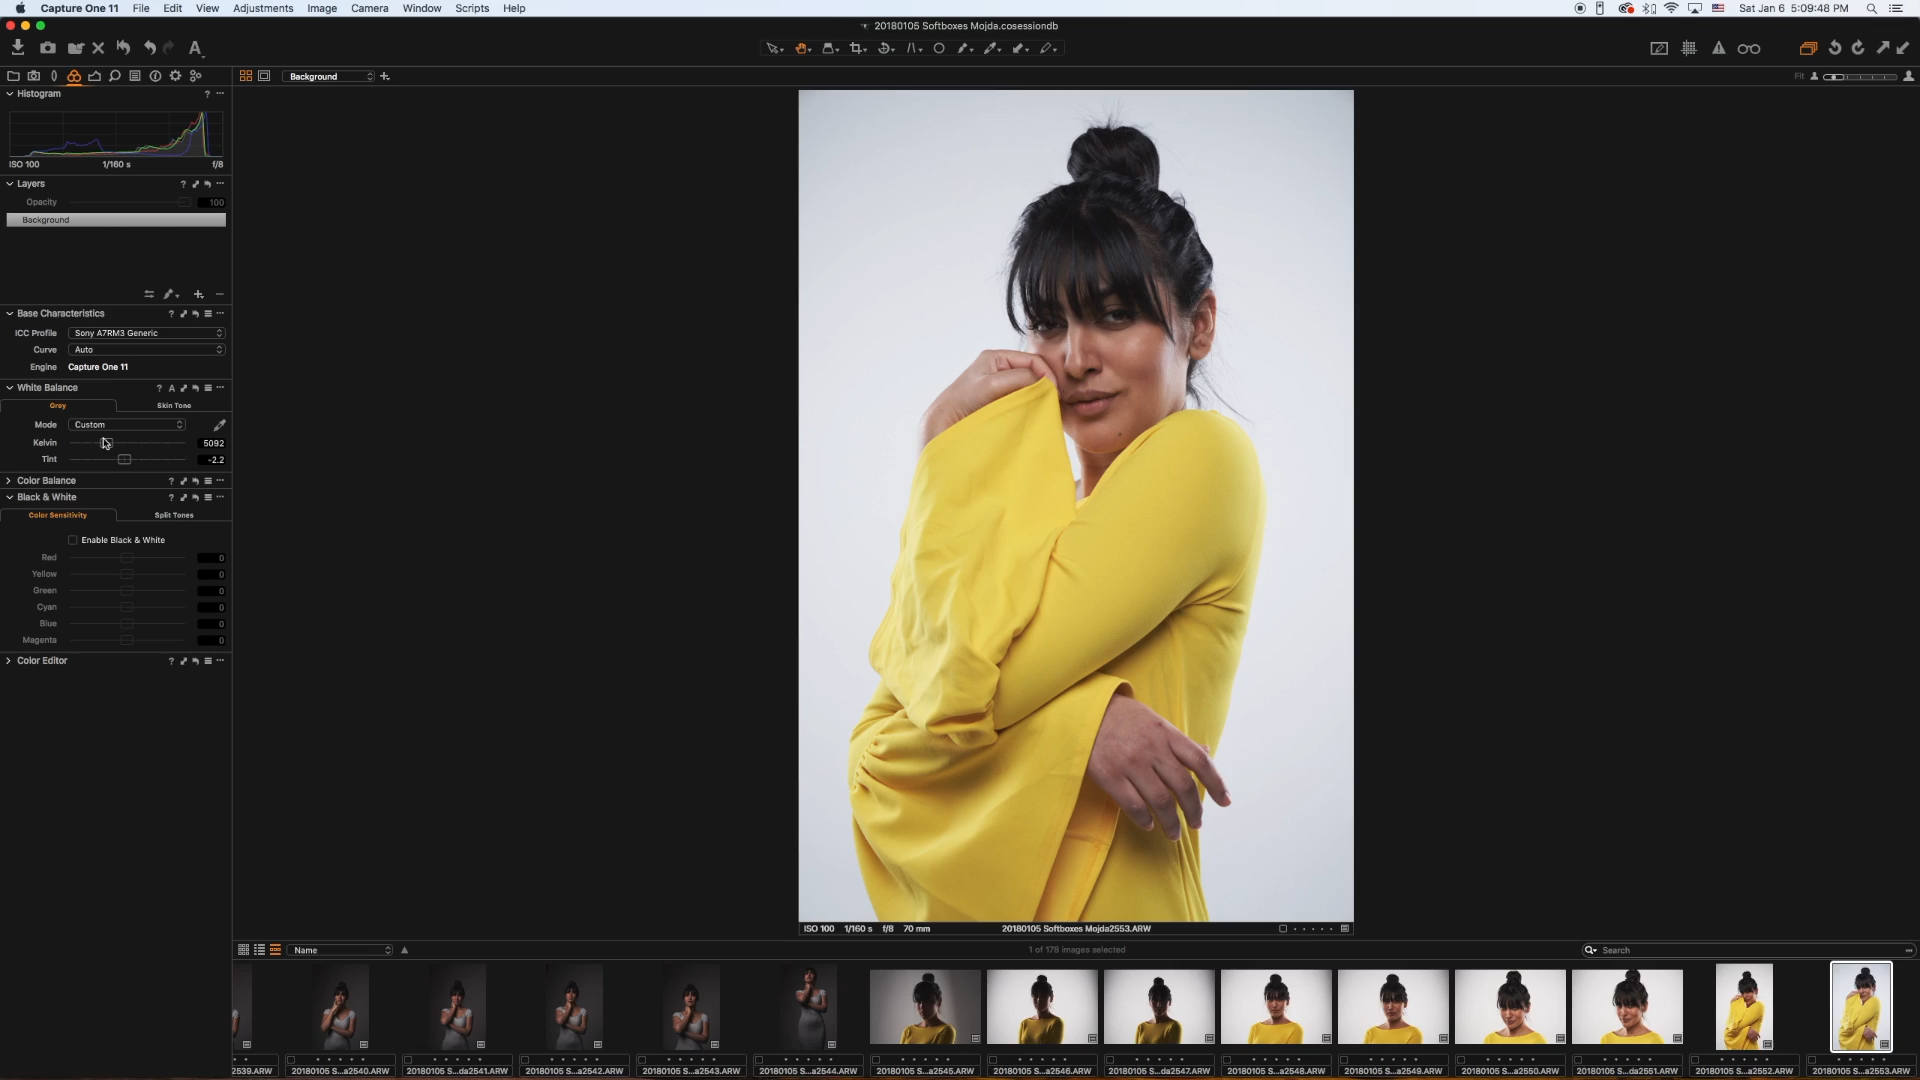 Capture One 11 File Edit View Adjustments Image Camera Window Scripts Help Sat Jan 6 5:09:48 PM
20180105 Softboxes Mojda.cosessiondb
A
Background Fit
Histogram ?
ISO 100 1/160 s f/8
Layers ?
Opacity 100
Background
Base Characteristics ?
ICC Profile Sony A7RM3 Generic
Curve Auto
Engine Capture One 11
White Balance ? A
Grey Skin Tone
Mode Custom
Kelvin 5092
Tint -2.2
Color Balance ?
Black & White ?
Color Sensitivity Split Tones
Enable Black & White
Red 0
Yellow 0
Green 0
Cyan 0
Blue 0
Magenta 0
Color Editor ?
ISO 100 1/160 s f/8 70 mm 20180105 Softboxes Mojda2553.ARW
Name 1 of 178 images selected Search
2539.ARW 20180105 S...a2540.ARW 20180105 S...da2541.ARW 20180105 S...a2542.ARW 20180105 S...a2543.ARW 20180105 S...a2544.ARW 20180105 S...a2545.ARW 20180105 S...a2546.ARW 20180105 S...da2547.ARW 20180105 S...a2548.ARW 20180105 S...a2549.ARW 20180105 S...a2550.ARW 20180105 S...da2551.ARW 20180105 S...a2552.ARW 20180105 S...a2553.ARW